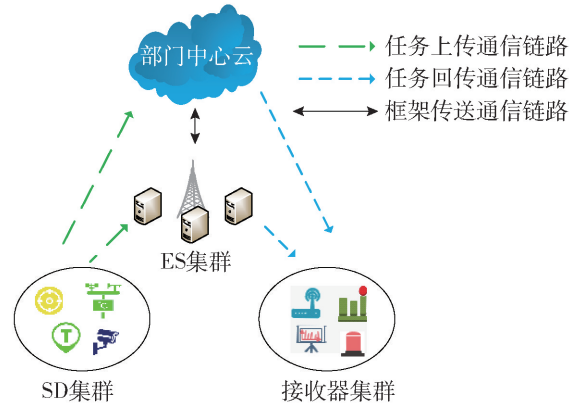 部门中心云
任务上传通信链路
任务回传通信链路
框架传送通信链路
ES集群
T
SD集群
接收器集群